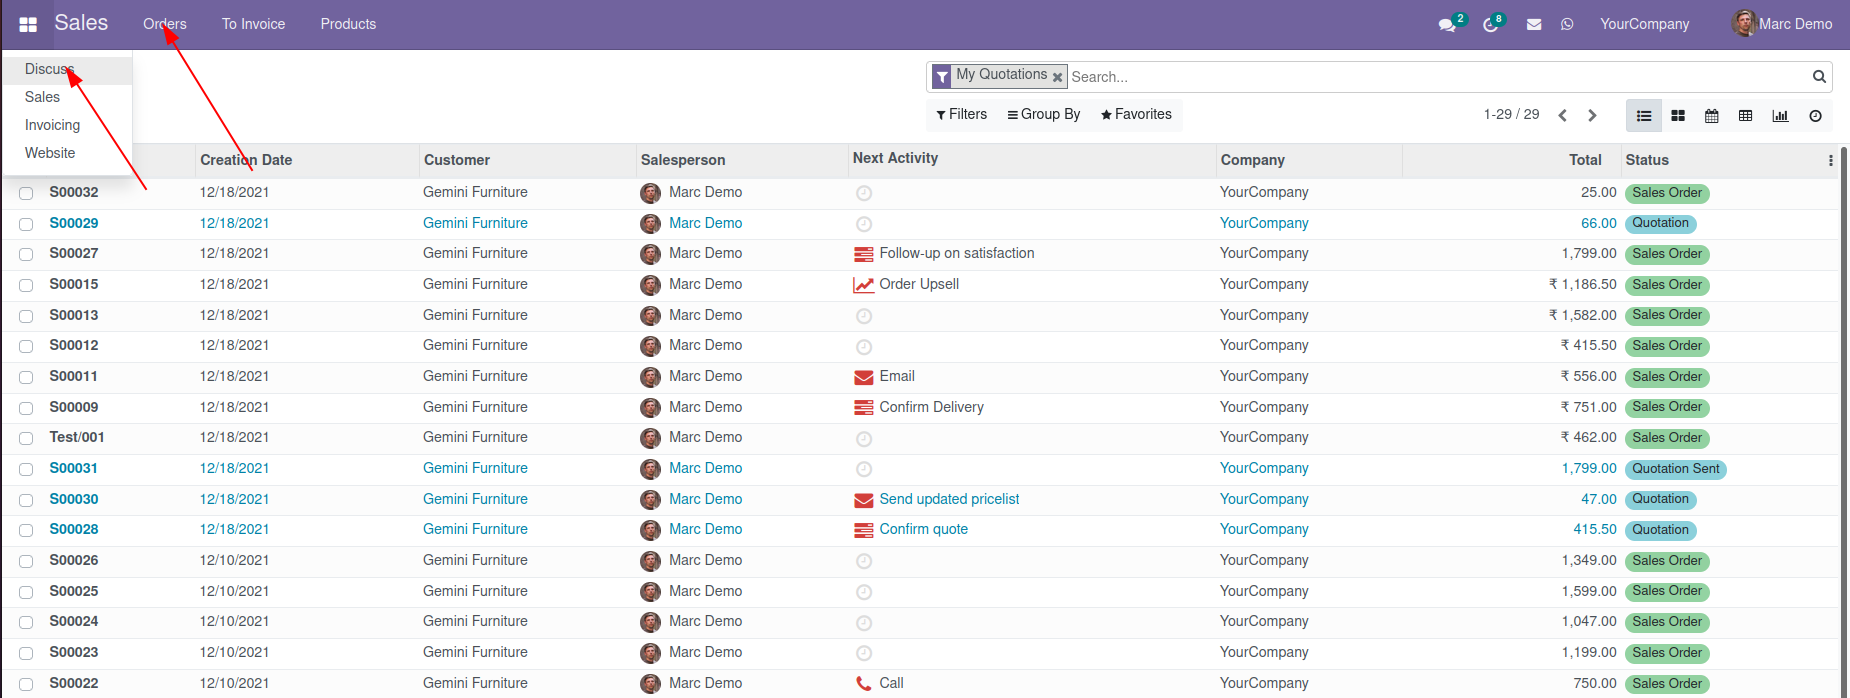 Sales Orders To Invoice Products 2 8 YourCompany Marc Demo
Discuss
Sales
Invoicing
Website
My Quotations Search...
Filters Group By Favorites 1-29 / 29
Creation Date Customer Salesperson Next Activity Company Total Status
S00032 12/18/2021 Gemini Furniture Marc Demo YourCompany 25.00 Sales Order
S00029 12/18/2021 Gemini Furniture Marc Demo YourCompany 66.00 Quotation
S00027 12/18/2021 Gemini Furniture Marc Demo Follow-up on satisfaction YourCompany 1,799.00 Sales Order
S00015 12/18/2021 Gemini Furniture Marc Demo Order Upsell YourCompany ₹ 1,186.50 Sales Order
S00013 12/18/2021 Gemini Furniture Marc Demo YourCompany ₹ 1,582.00 Sales Order
S00012 12/18/2021 Gemini Furniture Marc Demo YourCompany ₹ 415.50 Sales Order
S00011 12/18/2021 Gemini Furniture Marc Demo Email YourCompany ₹ 556.00 Sales Order
S00009 12/18/2021 Gemini Furniture Marc Demo Confirm Delivery YourCompany ₹ 751.00 Sales Order
Test/001 12/18/2021 Gemini Furniture Marc Demo YourCompany ₹ 462.00 Sales Order
S00031 12/18/2021 Gemini Furniture Marc Demo YourCompany 1,799.00 Quotation Sent
S00030 12/18/2021 Gemini Furniture Marc Demo Send updated pricelist YourCompany 47.00 Quotation
S00028 12/18/2021 Gemini Furniture Marc Demo Confirm quote YourCompany 415.50 Quotation
S00026 12/10/2021 Gemini Furniture Marc Demo YourCompany 1,349.00 Sales Order
S00025 12/10/2021 Gemini Furniture Marc Demo YourCompany 1,599.00 Sales Order
S00024 12/10/2021 Gemini Furniture Marc Demo YourCompany 1,047.00 Sales Order
S00023 12/10/2021 Gemini Furniture Marc Demo YourCompany 1,199.00 Sales Order
S00022 12/10/2021 Gemini Furniture Marc Demo Call YourCompany 750.00 Sales Order